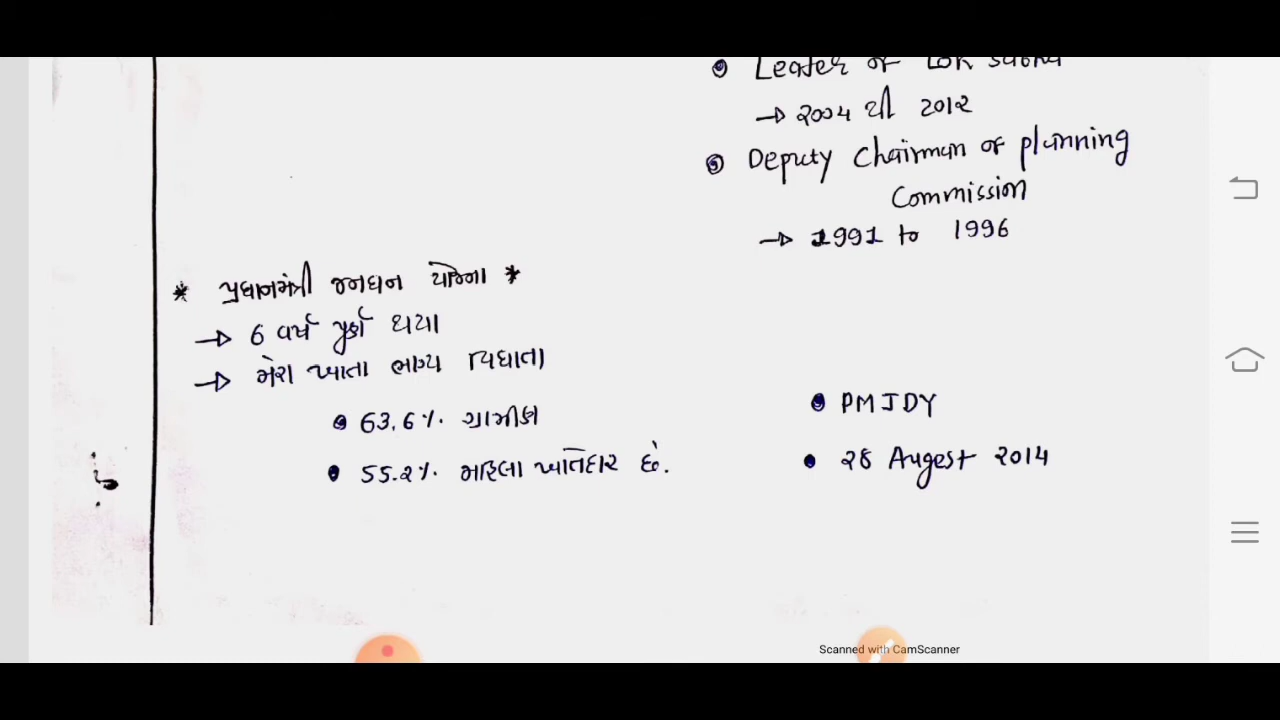 Leader of Lok sabha
→ 2004 થી 2012
Deputy Chairman of planning
Commission
→ 1991 to 1996
* પ્રધાનમંત્રી જનધન યોજના *
→ 6 વર્ષ પૂર્ણ થયા
→ મેરા ખાતા ભાગ્ય વિધાતા
• 63.6% ગ્રામીણ
• 55.2% મહિલા ખાતેદાર છે.
• PMJDY
• 28 Augest 2014
Scanned with CamScanner